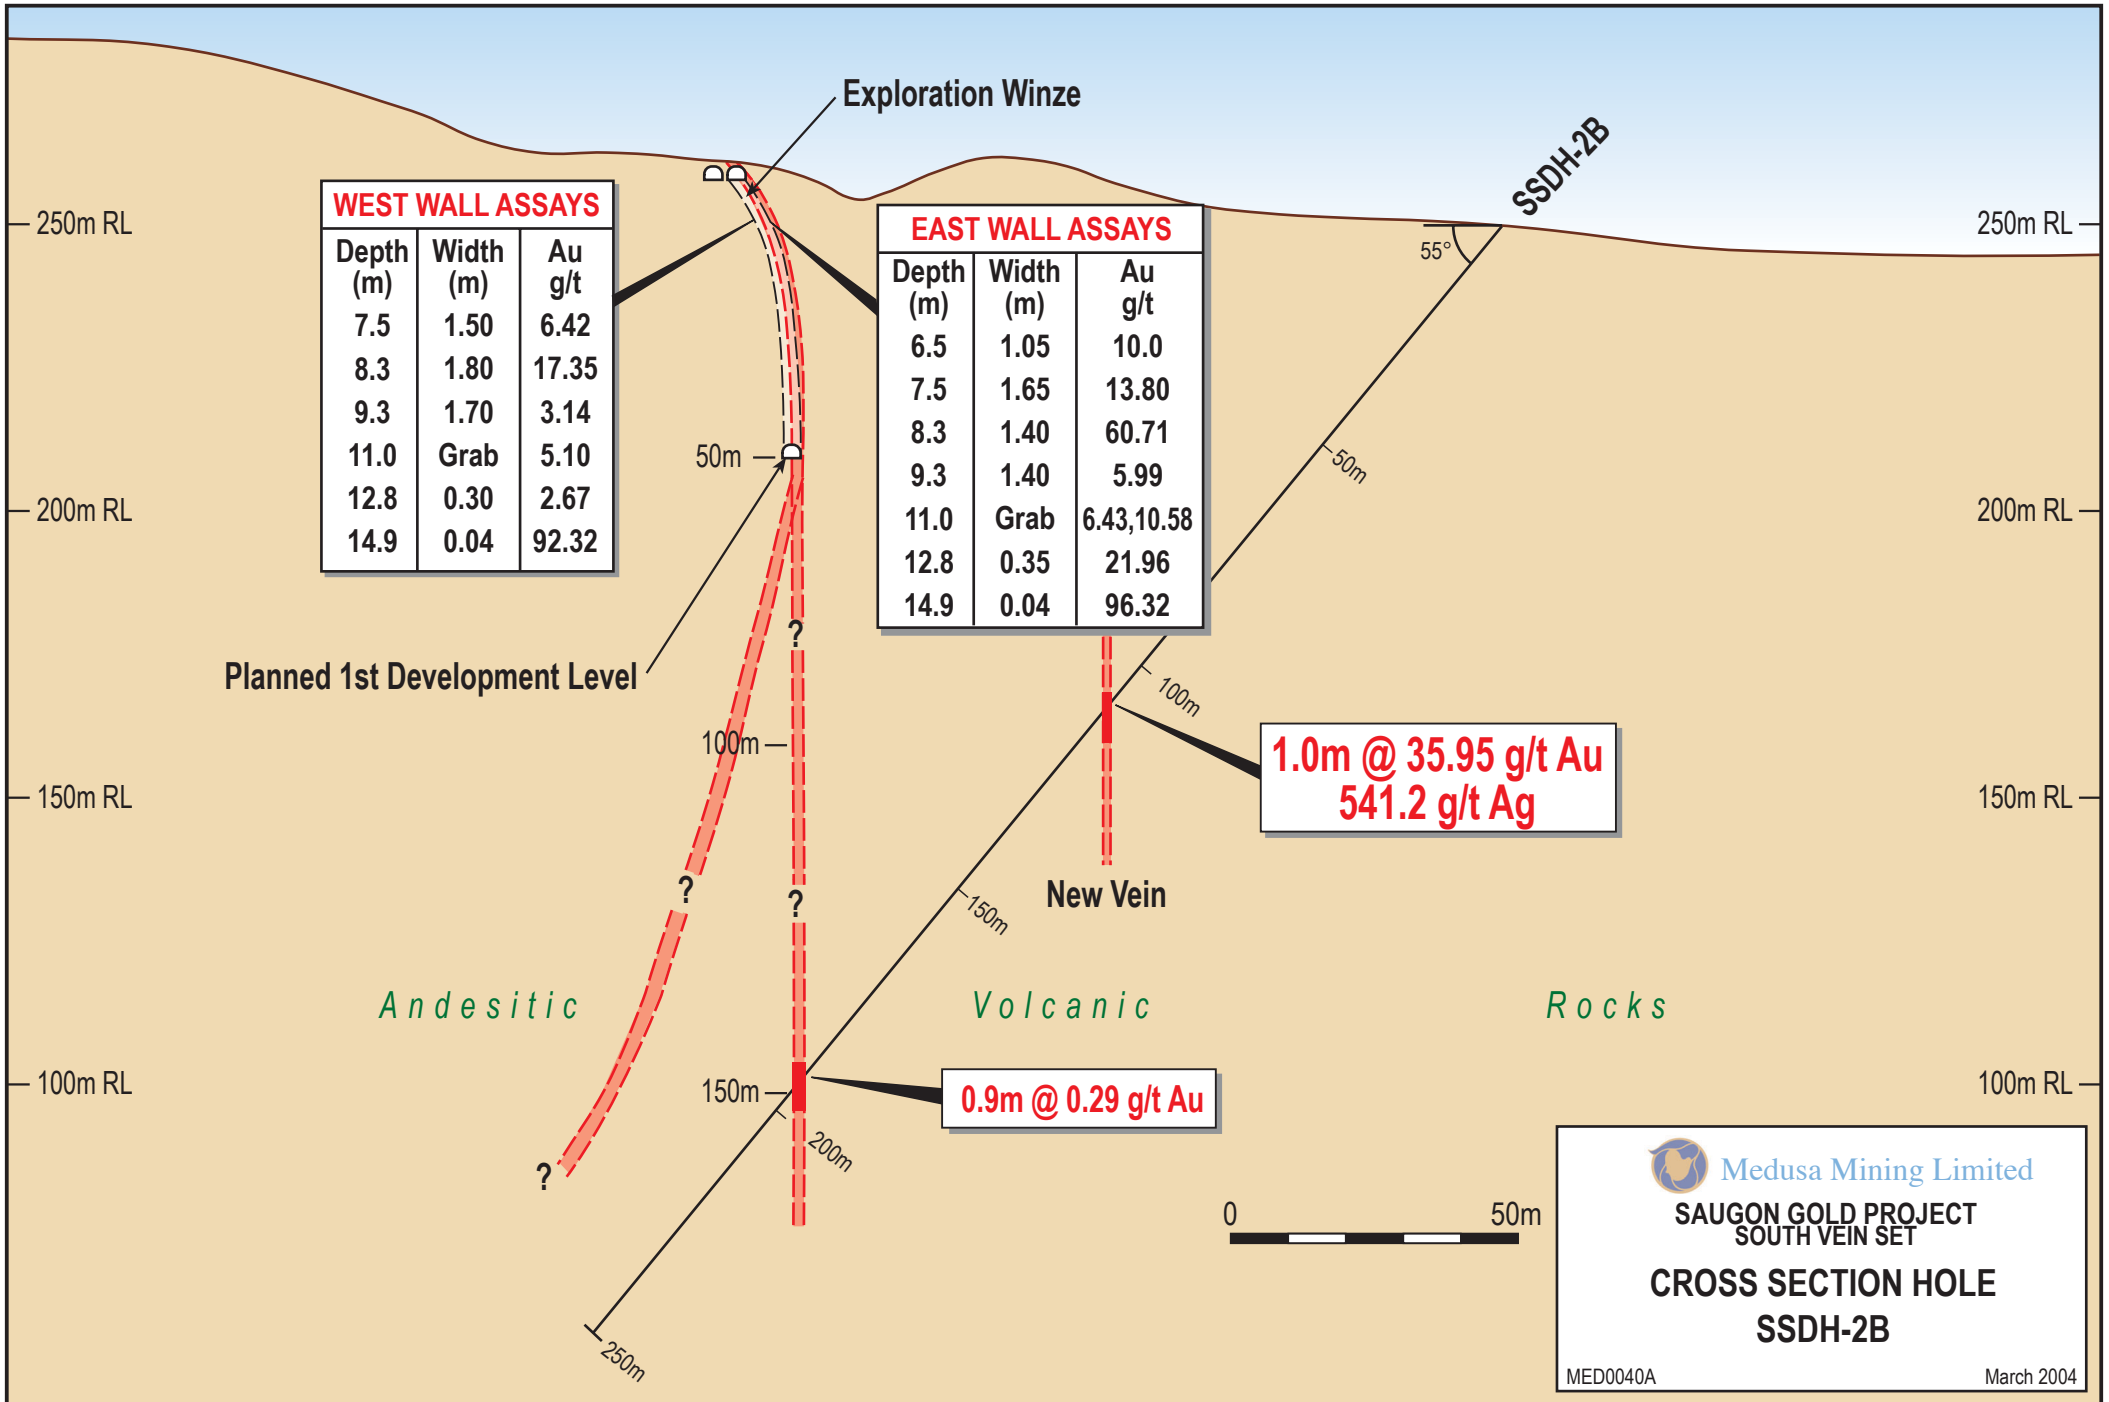 Exploration Winze
SSDH-2B
55°
250m RL
250m RL
200m RL
200m RL
150m RL
150m RL
100m RL
100m RL
WEST WALL ASSAYS
Depth (m) Width (m) Au g/t
7.5 1.50 6.42
8.3 1.80 17.35
9.3 1.70 3.14
11.0 Grab 5.10
12.8 0.30 2.67
14.9 0.04 92.32
EAST WALL ASSAYS
Depth (m) Width (m) Au g/t
6.5 1.05 10.0
7.5 1.65 13.80
8.3 1.40 60.71
9.3 1.40 5.99
11.0 Grab 6.43,10.58
12.8 0.35 21.96
14.9 0.04 96.32
50m
100m
150m
Planned 1st Development Level
?
?
?
?
50m
100m
150m
200m
250m
1.0m @ 35.95 g/t Au
541.2 g/t Ag
New Vein
Andesitic Volcanic Rocks
0.9m @ 0.29 g/t Au
0 50m
Medusa Mining Limited
SAUGON GOLD PROJECT
SOUTH VEIN SET
CROSS SECTION HOLE
SSDH-2B
MED0040A March 2004